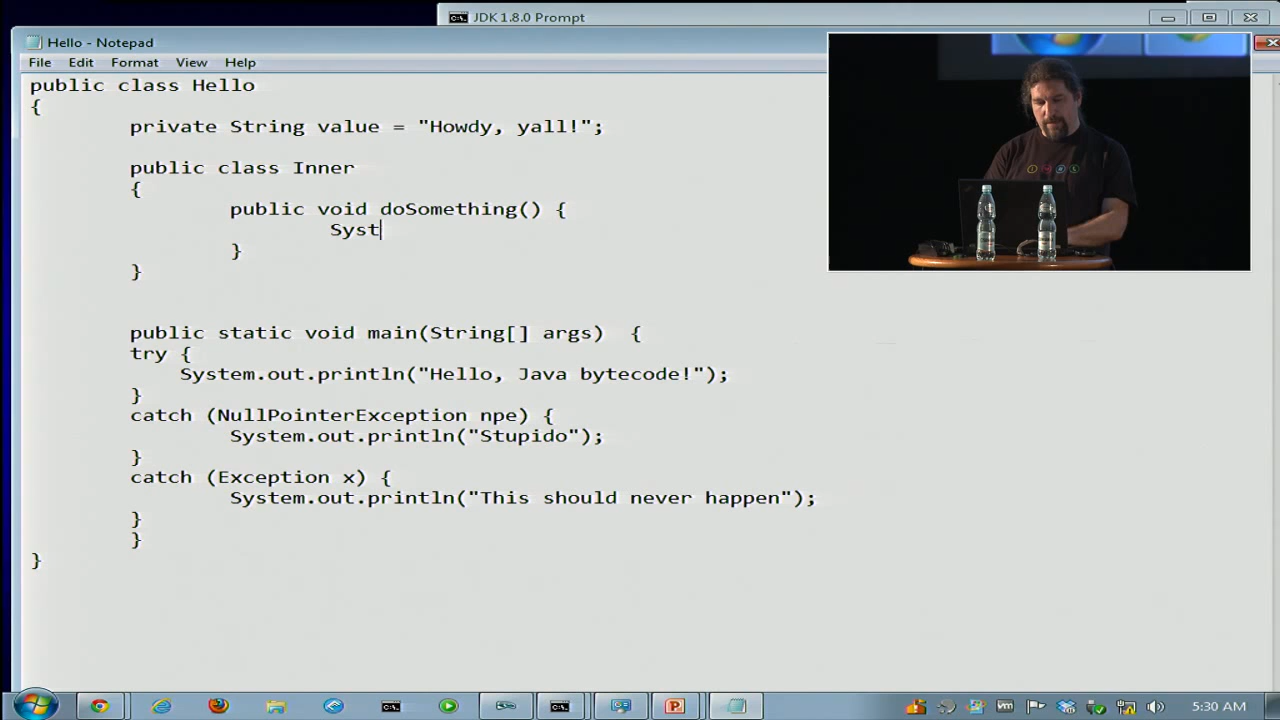 JDK 1.8.0 Prompt
Hello - Notepad
File Edit Format View Help
public class Hello
{
private String value = "Howdy, yall!";
public class Inner
{
public void doSomething() {
Syst
}
}
public static void main(String[] args)  {
try {
System.out.println("Hello, Java bytecode!");
}
catch (NullPointerException npe) {
System.out.println("Stupido");
}
catch (Exception x) {
System.out.println("This should never happen");
}
}
}
5:30 AM